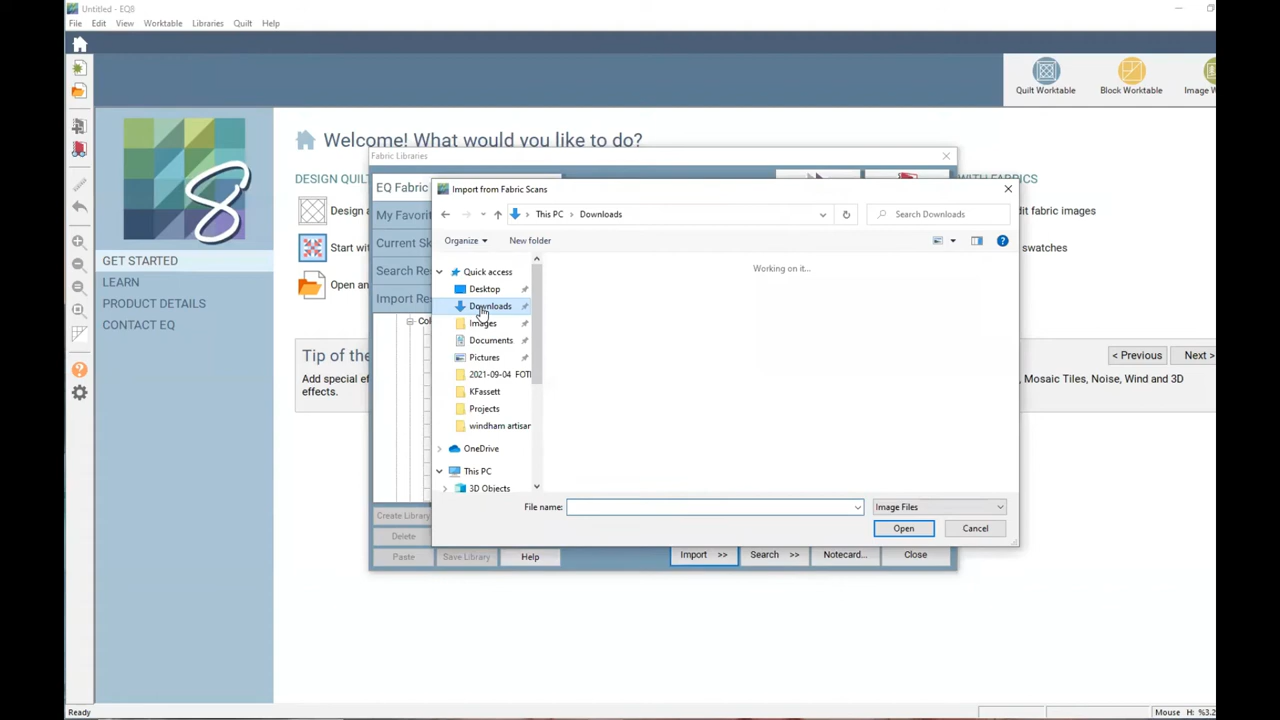 Untitled - EQ8
File Edit View Worktable Libraries Quilt Help
Quilt Worktable
Block Worktable
Image W
8
GET STARTED
LEARN
PRODUCT DETAILS
CONTACT EQ
Welcome! What would you like to do?
DESIGN QUIL
WITH FABRICS
Design a
Start wit
Open an
dit fabric images
swatches
Tip of the
< Previous
Next >
Add special ef
effects.
, Mosaic Tiles, Noise, Wind and 3D
Fabric Libraries
EQ Fabric
My Favorit
Current Sk
Search Re
Import Re
Col
Create Library
Delete
Paste
Save Library
Help
Import >>
Search >>
Notecard...
Close
Import from Fabric Scans
This PC > Downloads
Search Downloads
Organize
New folder
Working on it...
Quick access
Desktop
Downloads
Images
Documents
Pictures
2021-09-04 FOTI
KFassett
Projects
windham artisar
OneDrive
This PC
3D Objects
File name:
Image Files
Open
Cancel
Ready
Mouse H: %3.2